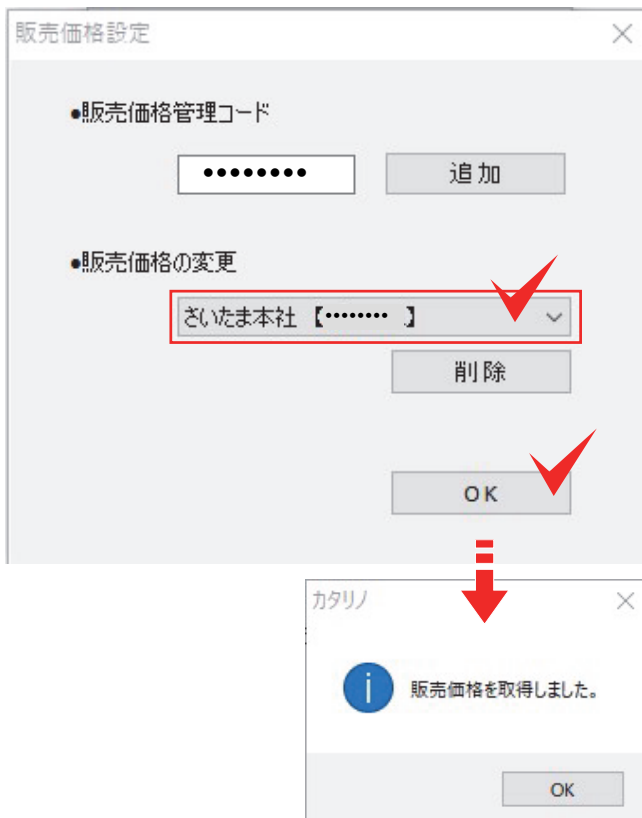 販売価格設定
●販売価格管理コード
●●●●●●●● 追加
●販売価格の変更
さいたま本社 【•••••••• 】
削除
OK
カタリノ
販売価格を取得しました。
OK